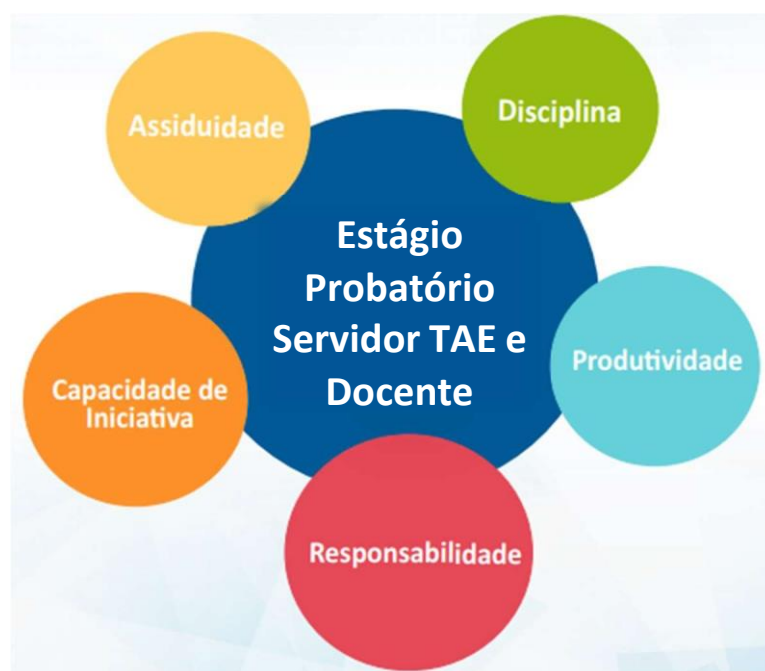 Assiduidade
Disciplina
Estágio
Probatório
Servidor TAE e
Docente
Produtividade
Capacidade de
Iniciativa
Responsabilidade